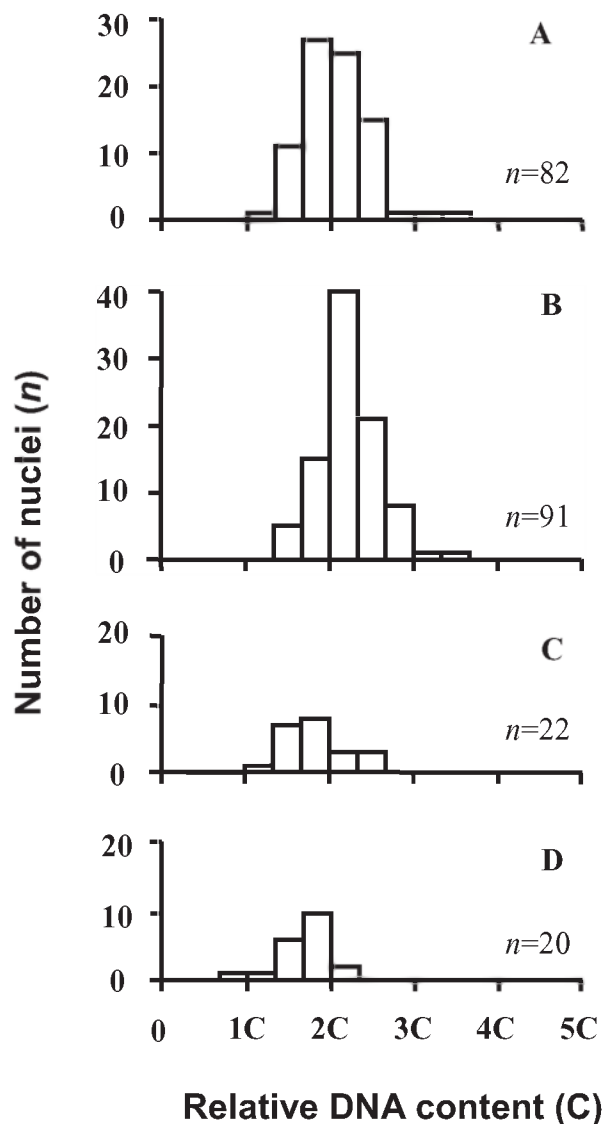 Number of nuclei (n)
30
20
10
0
A
n=82
40
30
20
10
0
B
n=91
20
10
0
C
n=22
20
10
0
D
n=20
0 1C 2C 3C 4C 5C
Relative DNA content (C)